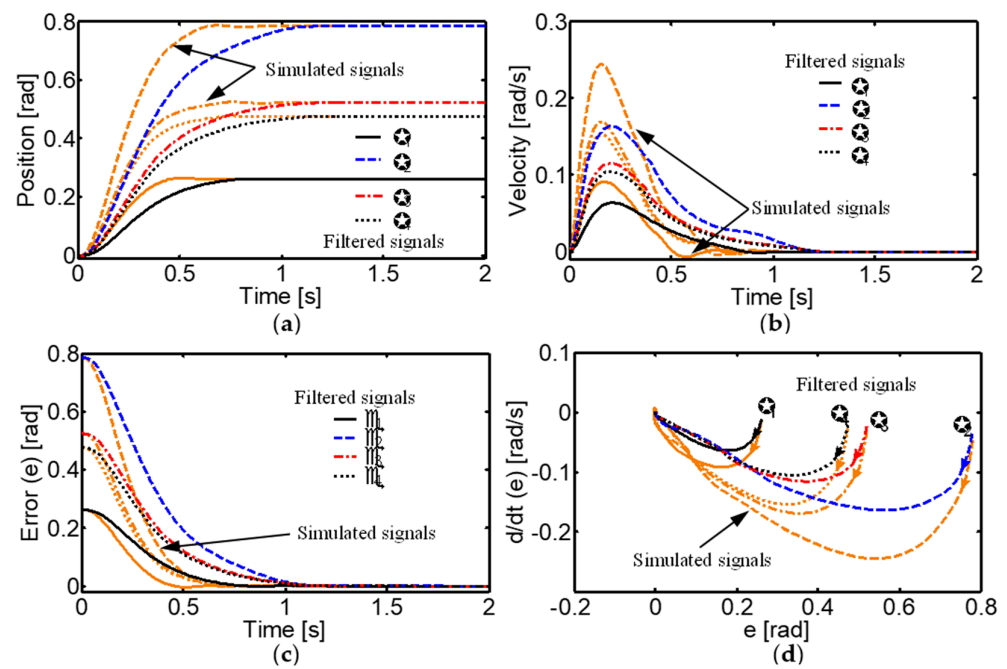 0.8
0.6
0.4
0.2
0
Position [rad]
Simulated signals
Filtered signals
0
0.5
1
1.5
2
Time [s]
(a)
0.3
0.2
0.1
0
Velocity [rad/s]
Filtered signals
Simulated signals
0
0.5
1
1.5
2
Time [s]
(b)
0.8
0.6
0.4
0.2
0
Error (e) [rad]
Filtered signals
Simulated signals
0
0.5
1
1.5
2
Time [s]
(c)
0.1
0
-0.1
-0.2
-0.3
d/dt (e) [rad/s]
Filtered signals
Simulated signals
-0.2
0
0.2
0.4
0.6
0.8
e [rad]
(d)